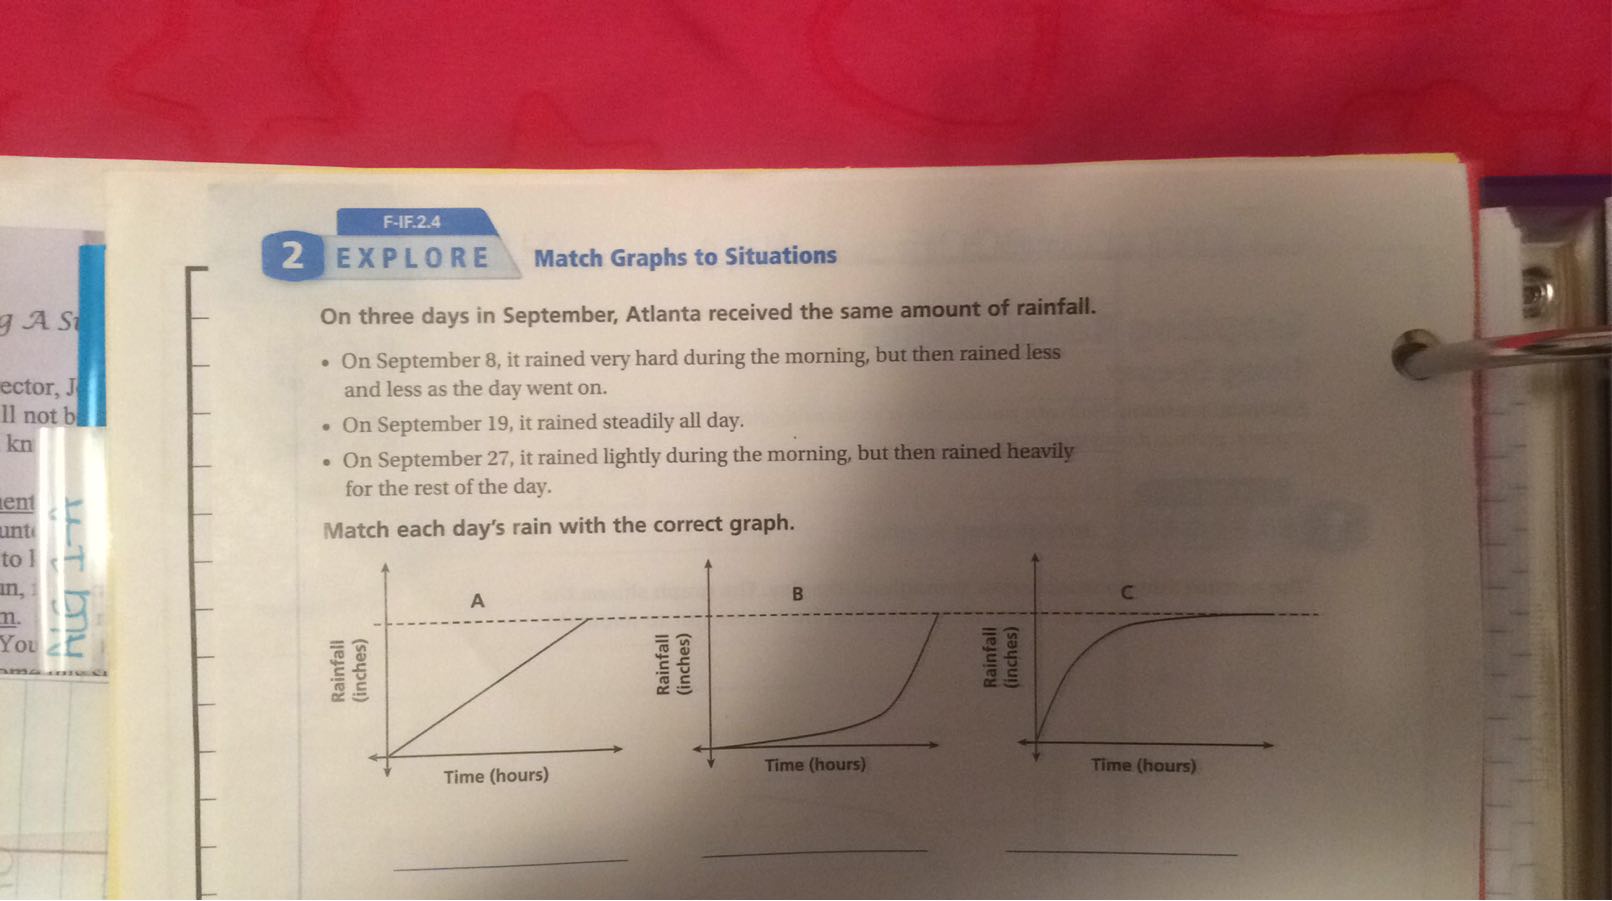 F-IF.2.4
2 EXPLORE Match Graphs to Situations
On three days in September, Atlanta received the same amount of rainfall.
• On September 8, it rained very hard during the morning, but then rained less
and less as the day went on.
• On September 19, it rained steadily all day.
• On September 27, it rained lightly during the morning, but then rained heavily
for the rest of the day.
Match each day's rain with the correct graph.
A
Rainfall
(inches)
Time (hours)
B
Rainfall
(inches)
Time (hours)
C
Rainfall
(inches)
Time (hours)
g A
ector,
ll not b
kn
to
You